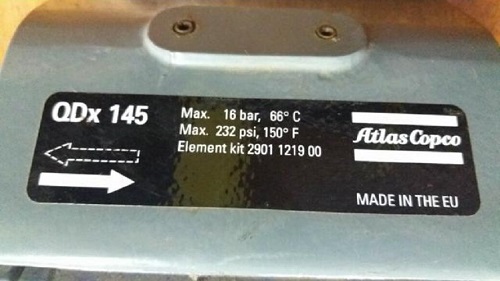 QDx 145
Max. 16 bar, 66° C
Max. 232 psi, 150° F
Element kit 2901 1219 00
Atlas Copco
MADE IN THE EU